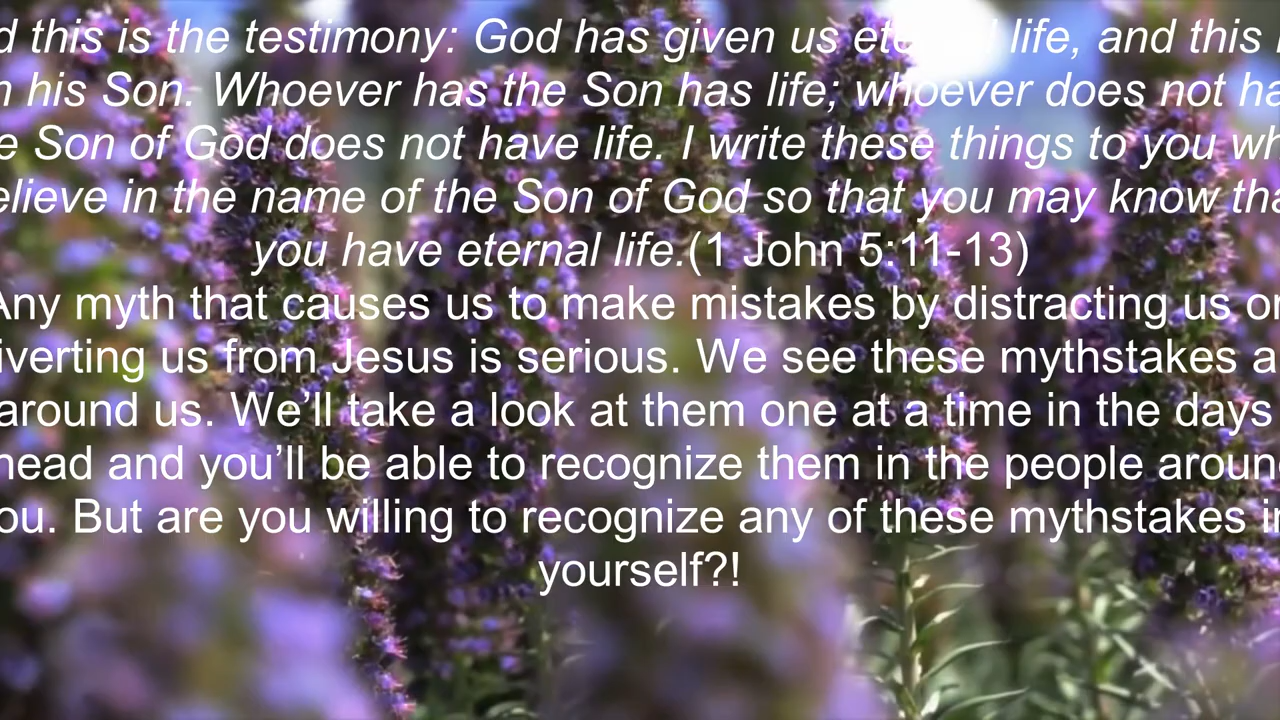 d this is the testimony: God has given us eternal life, and this i
n his Son. Whoever has the Son has life; whoever does not ha
e Son of God does not have life. I write these things to you wh
elieve in the name of the Son of God so that you may know tha
you have eternal life.(1 John 5:11-13)
Any myth that causes us to make mistakes by distracting us or
iverting us from Jesus is serious. We see these mythstakes a
around us. We’ll take a look at them one at a time in the days
head and you’ll be able to recognize them in the people aroun
ou. But are you willing to recognize any of these mythstakes in
yourself?!